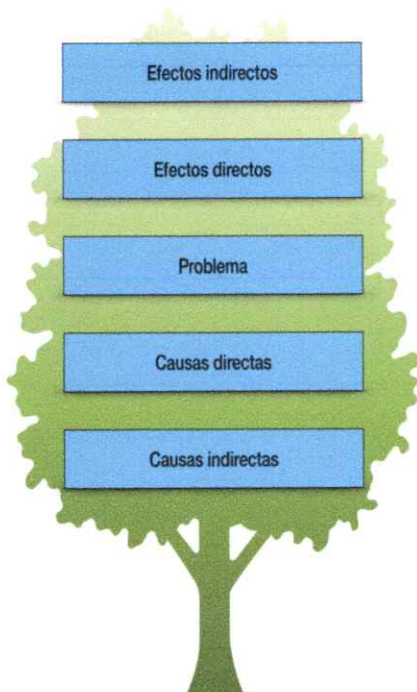 Efectos indirectos
Efectos directos
Problema
Causas directas
Causas indirectas